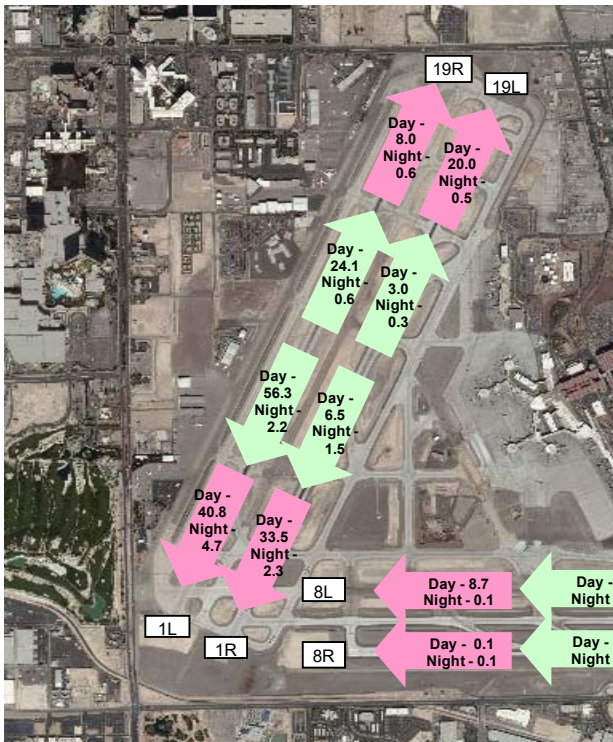 19R
19L
Day -
8.0
Night -
0.6
Day -
20.0
Night -
0.5
Day -
24.1
Night -
0.6
Day -
3.0
Night -
0.3
Day -
56.3
Night -
2.2
Day -
6.5
Night -
1.5
Day -
40.8
Night -
4.7
Day -
33.5
Night -
2.3
8L
Day - 8.7
Night - 0.1
Day -
Night
1L
1R
8R
Day - 0.1
Night - 0.1
Day -
Night